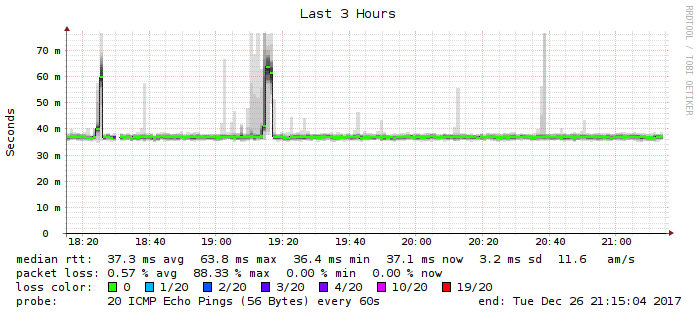 Last 3 Hours
RRDTOOL / TOBI OETIKER
Seconds
70 m
60 m
50 m
40 m
30 m
20 m
10 m
0
18:20 18:40 19:00 19:20 19:40 20:00 20:20 20:40 21:00
median rtt: 37.3 ms avg 63.8 ms max 36.4 ms min 37.1 ms now 3.2 ms sd 11.6 am/s
packet loss: 0.57 % avg 88.33 % max 0.00 % min 0.00 % now
loss color: 0 1/20 2/20 3/20 4/20 10/20 19/20
probe: 20 ICMP Echo Pings (56 Bytes) every 60s end: Tue Dec 26 21:15:04 2017